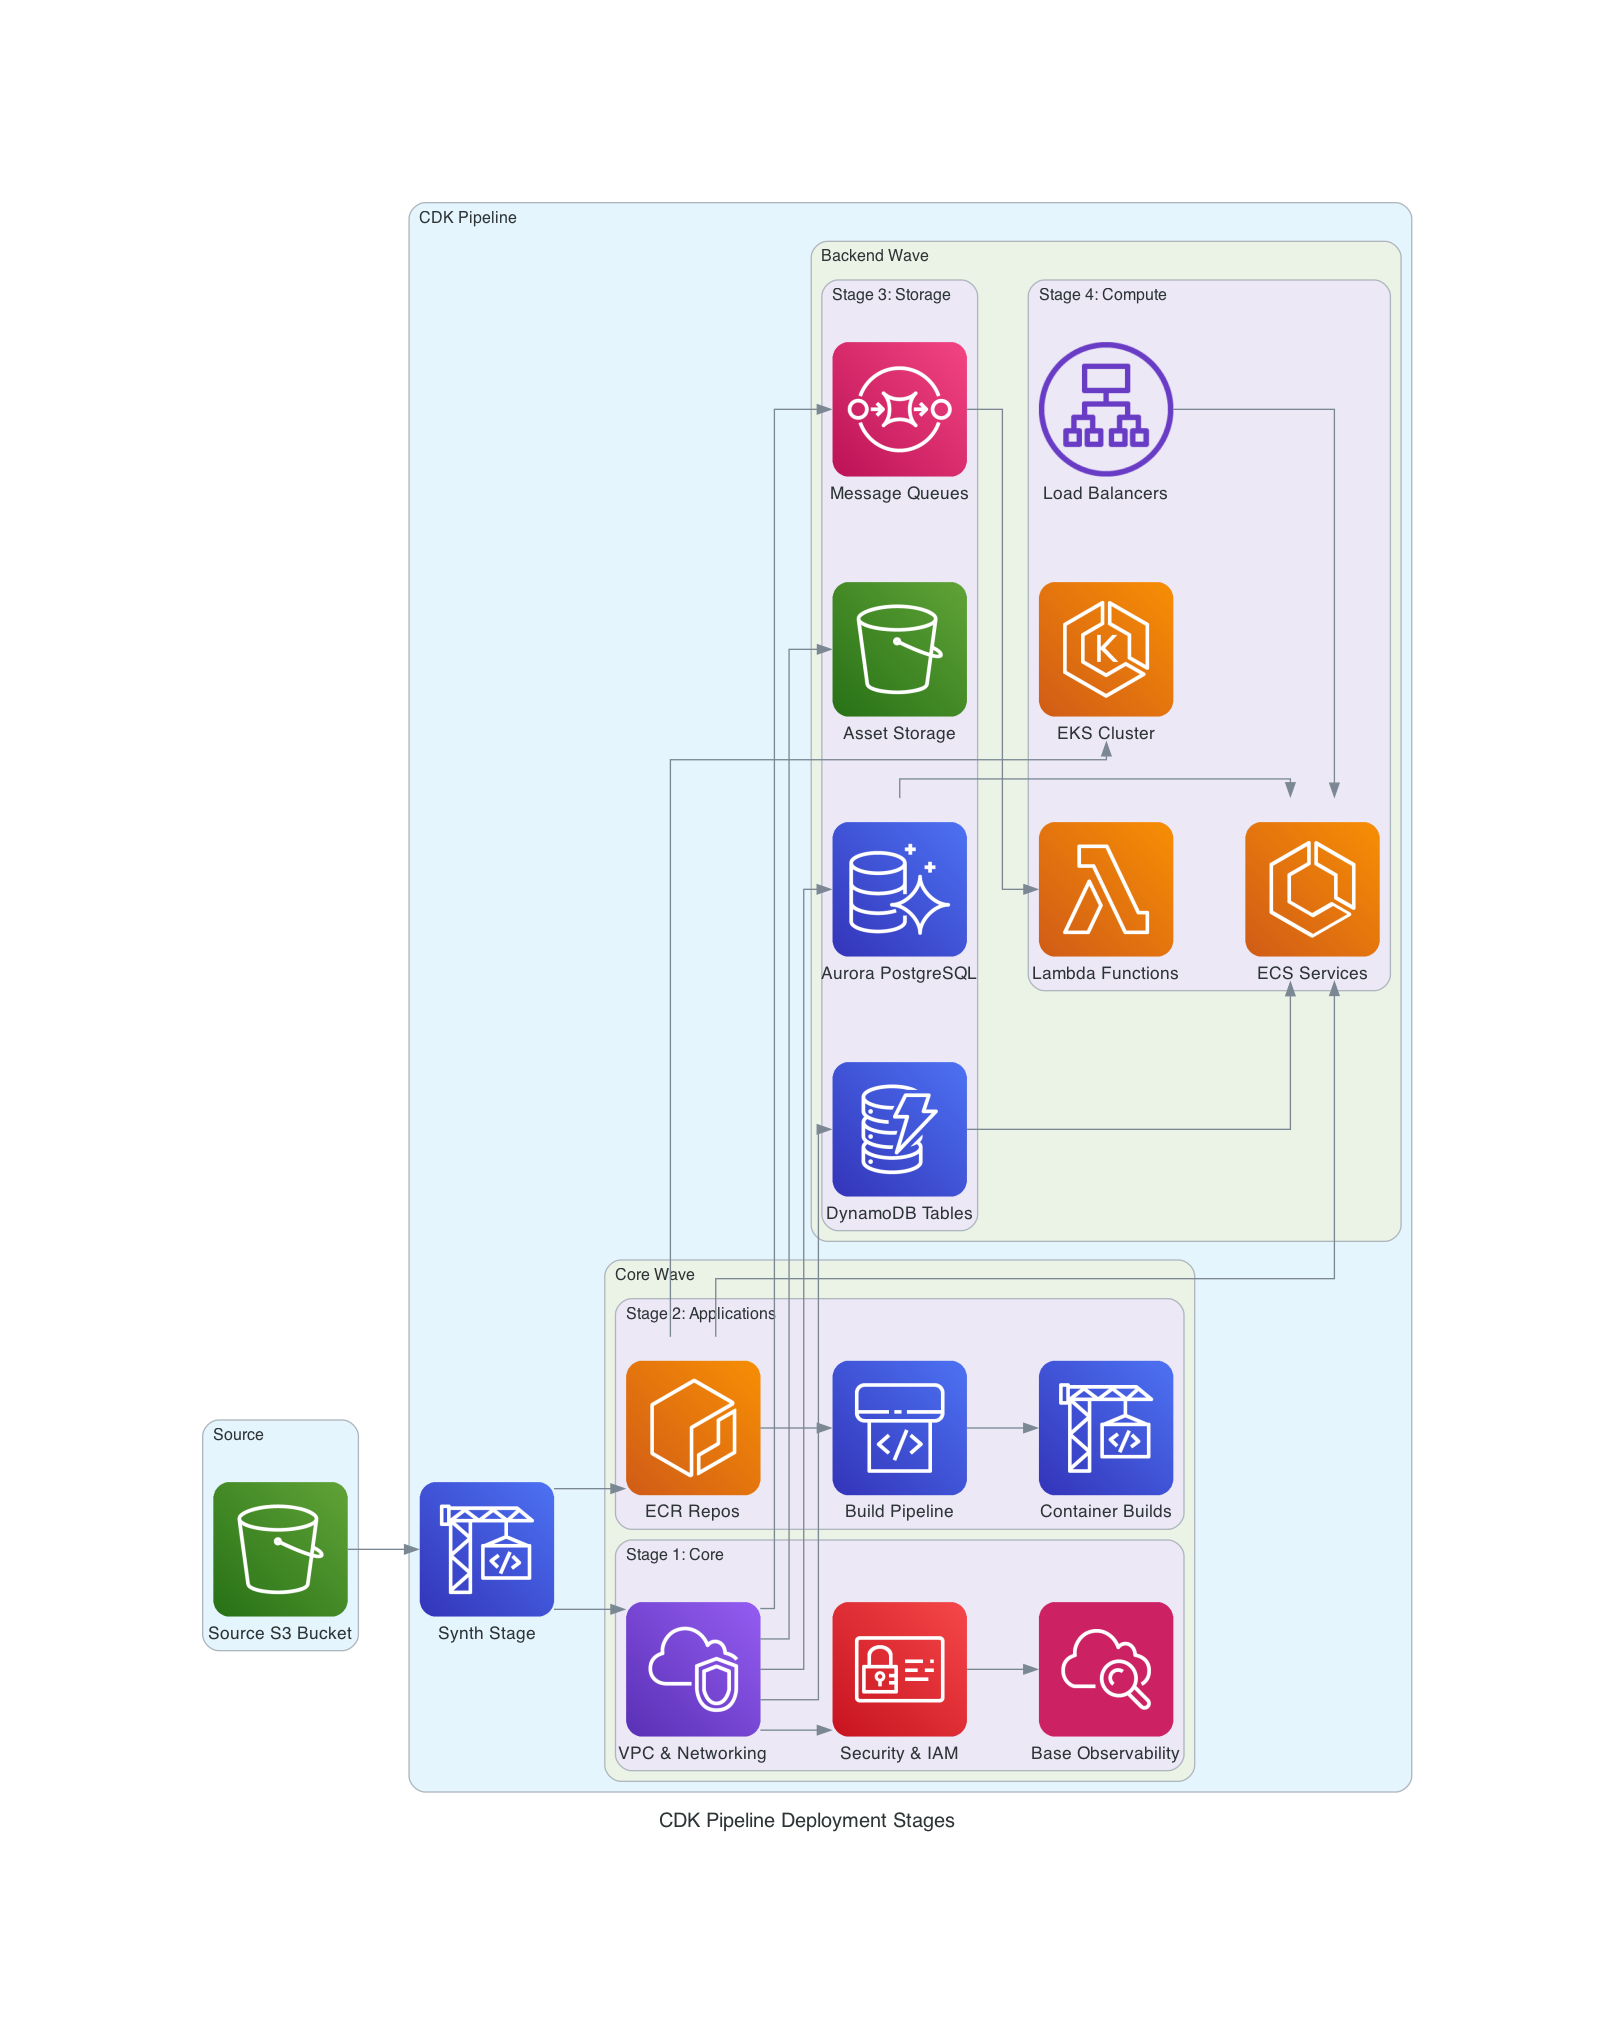 CDK Pipeline
Backend Wave
Stage 3: Storage
Stage 4: Compute
Message Queues
Load Balancers
Asset Storage
K
EKS Cluster
Aurora PostgreSQL
Lambda Functions
ECS Services
DynamoDB Tables
Core Wave
Stage 2: Applications
ECR Repos
Build Pipeline
Container Builds
Source
Source S3 Bucket
Synth Stage
Stage 1: Core
VPC & Networking
Security & IAM
Base Observability
CDK Pipeline Deployment Stages